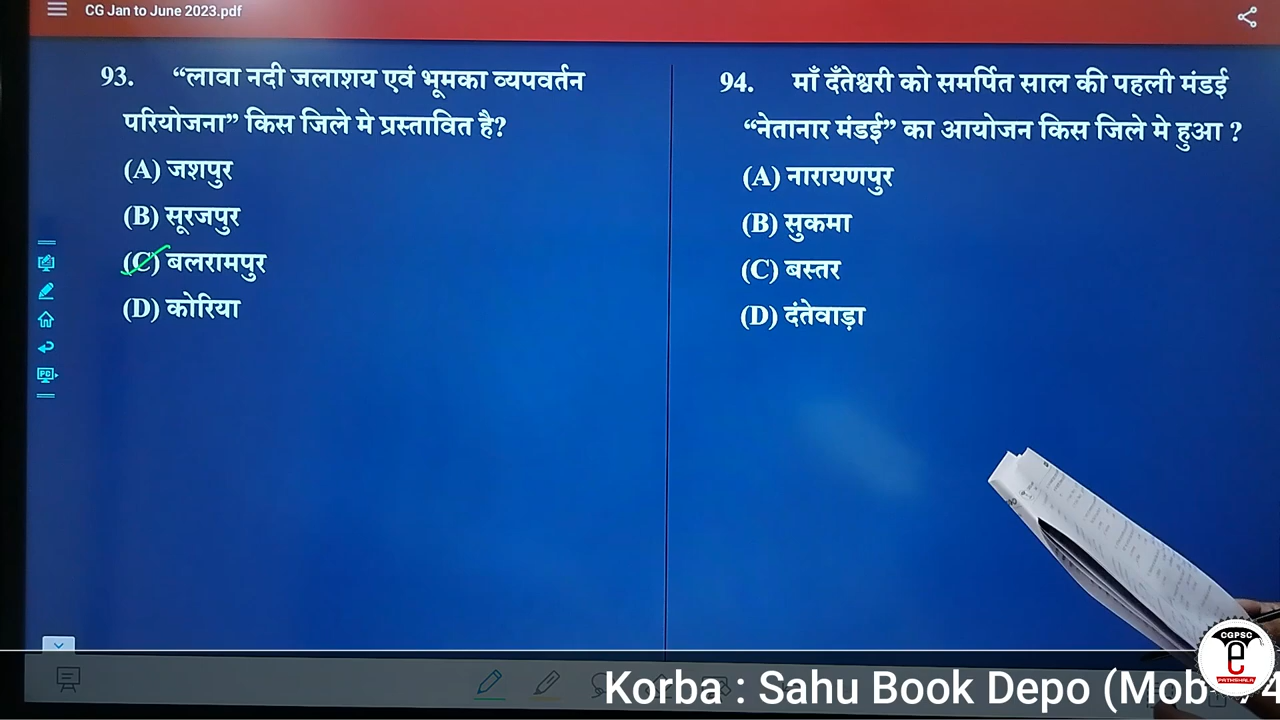 CG Jan to June 2023.pdf
93. “लावा नदी जलाशय एवं भूमका व्यपवर्तन
परियोजना” किस जिले मे प्रस्तावित है?
(A) जशपुर
(B) सूरजपुर
(C) बलरामपुर
(D) कोरिया
94. माँ दँतेश्वरी को समर्पित साल की पहली मंडई
“नेतानार मंडई” का आयोजन किस जिले मे हुआ ?
(A) नारायणपुर
(B) सुकमा
(C) बस्तर
(D) दंतेवाड़ा
PC
Korba : Sahu Book Depo (Mob
CGPSC
e
PATHSHALA